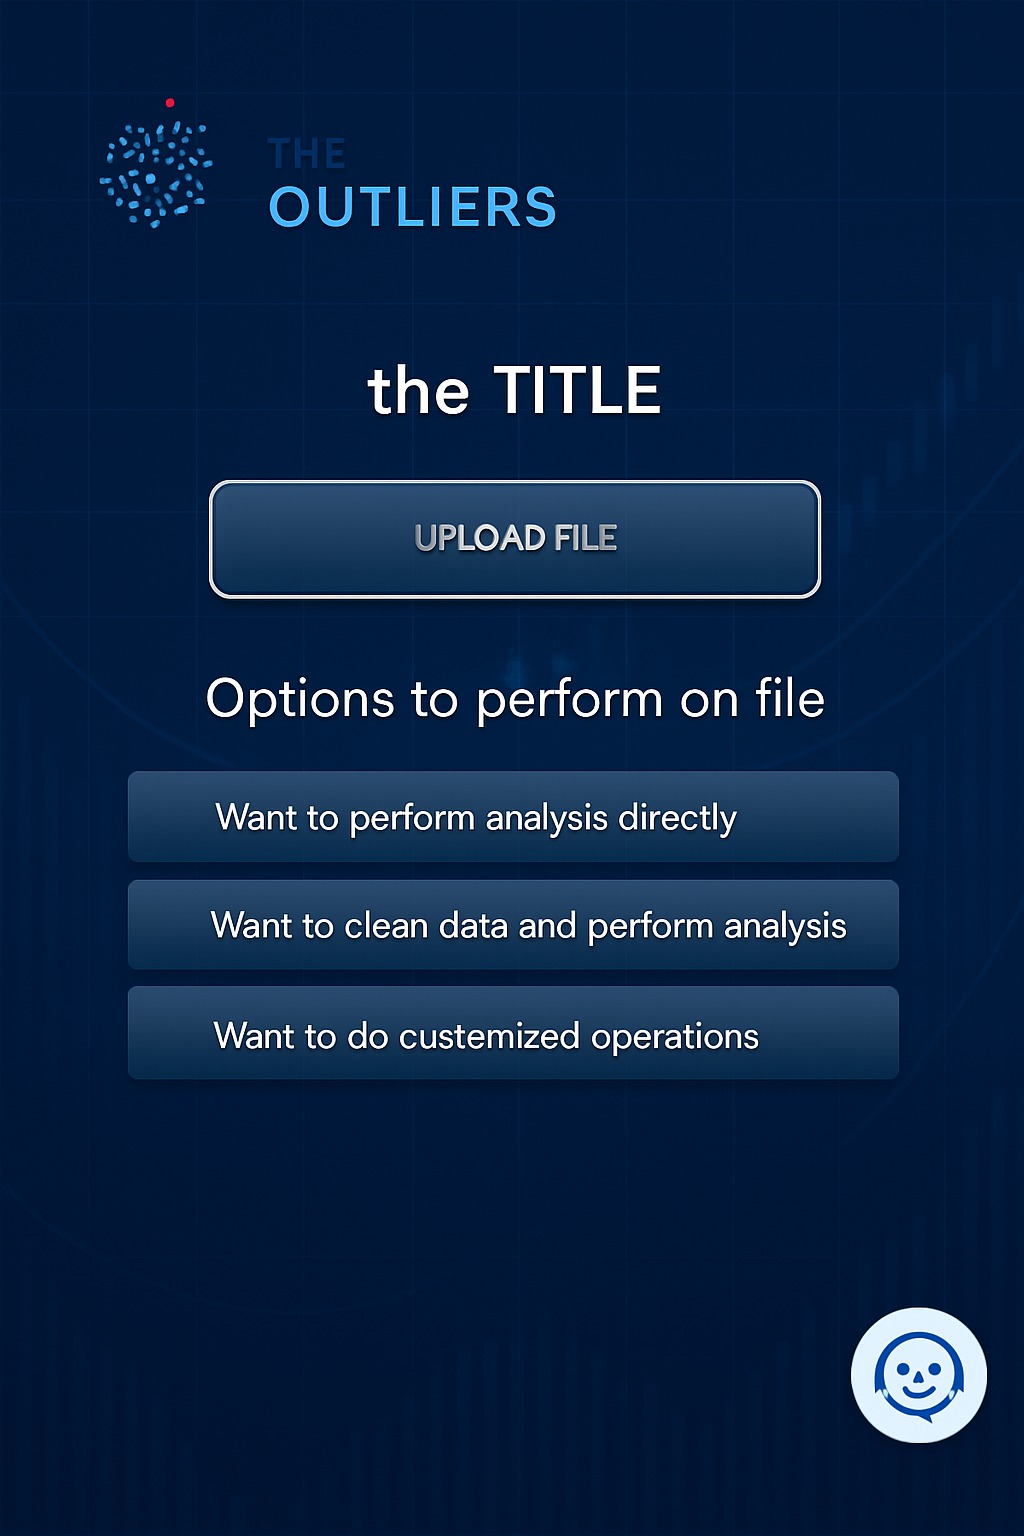 THE
OUTLIERS
the TITLE
UPLOAD FILE
Options to perform on file
Want to perform analysis directly
Want to clean data and perform analysis
Want to do custemized operations